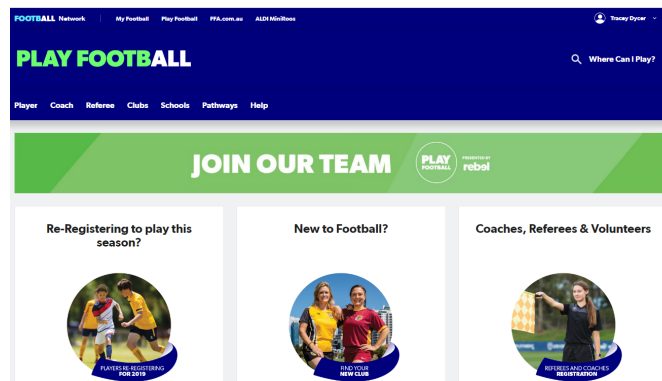 FOOTBALL Network My Football Play Football FFA.com.au ALDI MiniRoos Tracey Dycer
PLAY FOOTBALL
Where Can I Play?
Player Coach Referee Clubs Schools Pathways Help
JOIN OUR TEAM
PLAY
FOOTBALL
PRESENTED BY
rebel
Re-Registering to play this
season?
New to Football?
Coaches, Referees & Volunteers
PLAYERS RE-REGISTERING
FOR 2019
FIND YOUR
NEW CLUB
REFEREES AND COACHES
REGISTRATION